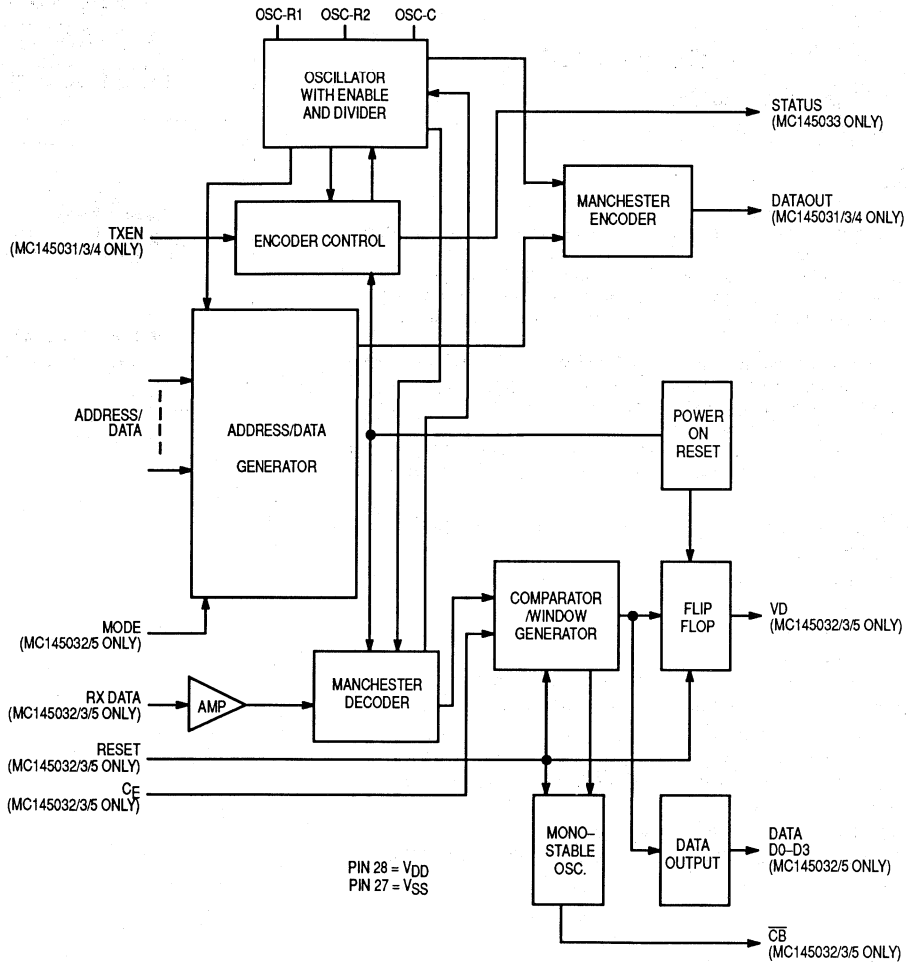 OSC-R1 OSC-R2 OSC-C
OSCILLATOR
WITH ENABLE
AND DIVIDER
STATUS
(MC145033 ONLY)
MANCHESTER
ENCODER
DATAOUT
(MC145031/3/4 ONLY)
TXEN
(MC145031/3/4 ONLY)
ENCODER CONTROL
ADDRESS/
DATA
ADDRESS/DATA
GENERATOR
POWER
ON
RESET
MODE
(MC145032/5 ONLY)
COMPARATOR
/WINDOW
GENERATOR
FLIP
FLOP
VD
(MC145032/3/5 ONLY)
RX DATA
(MC145032/3/5 ONLY)
AMP
MANCHESTER
DECODER
RESET
(MC145032/3/5 ONLY)
CE
(MC145032/3/5 ONLY)
MONO–
STABLE
OSC.
DATA
OUTPUT
DATA
D0–D3
(MC145032/5 ONLY)
PIN 28 = VDD
PIN 27 = VSS
CB
(MC145032/3/5 ONLY)